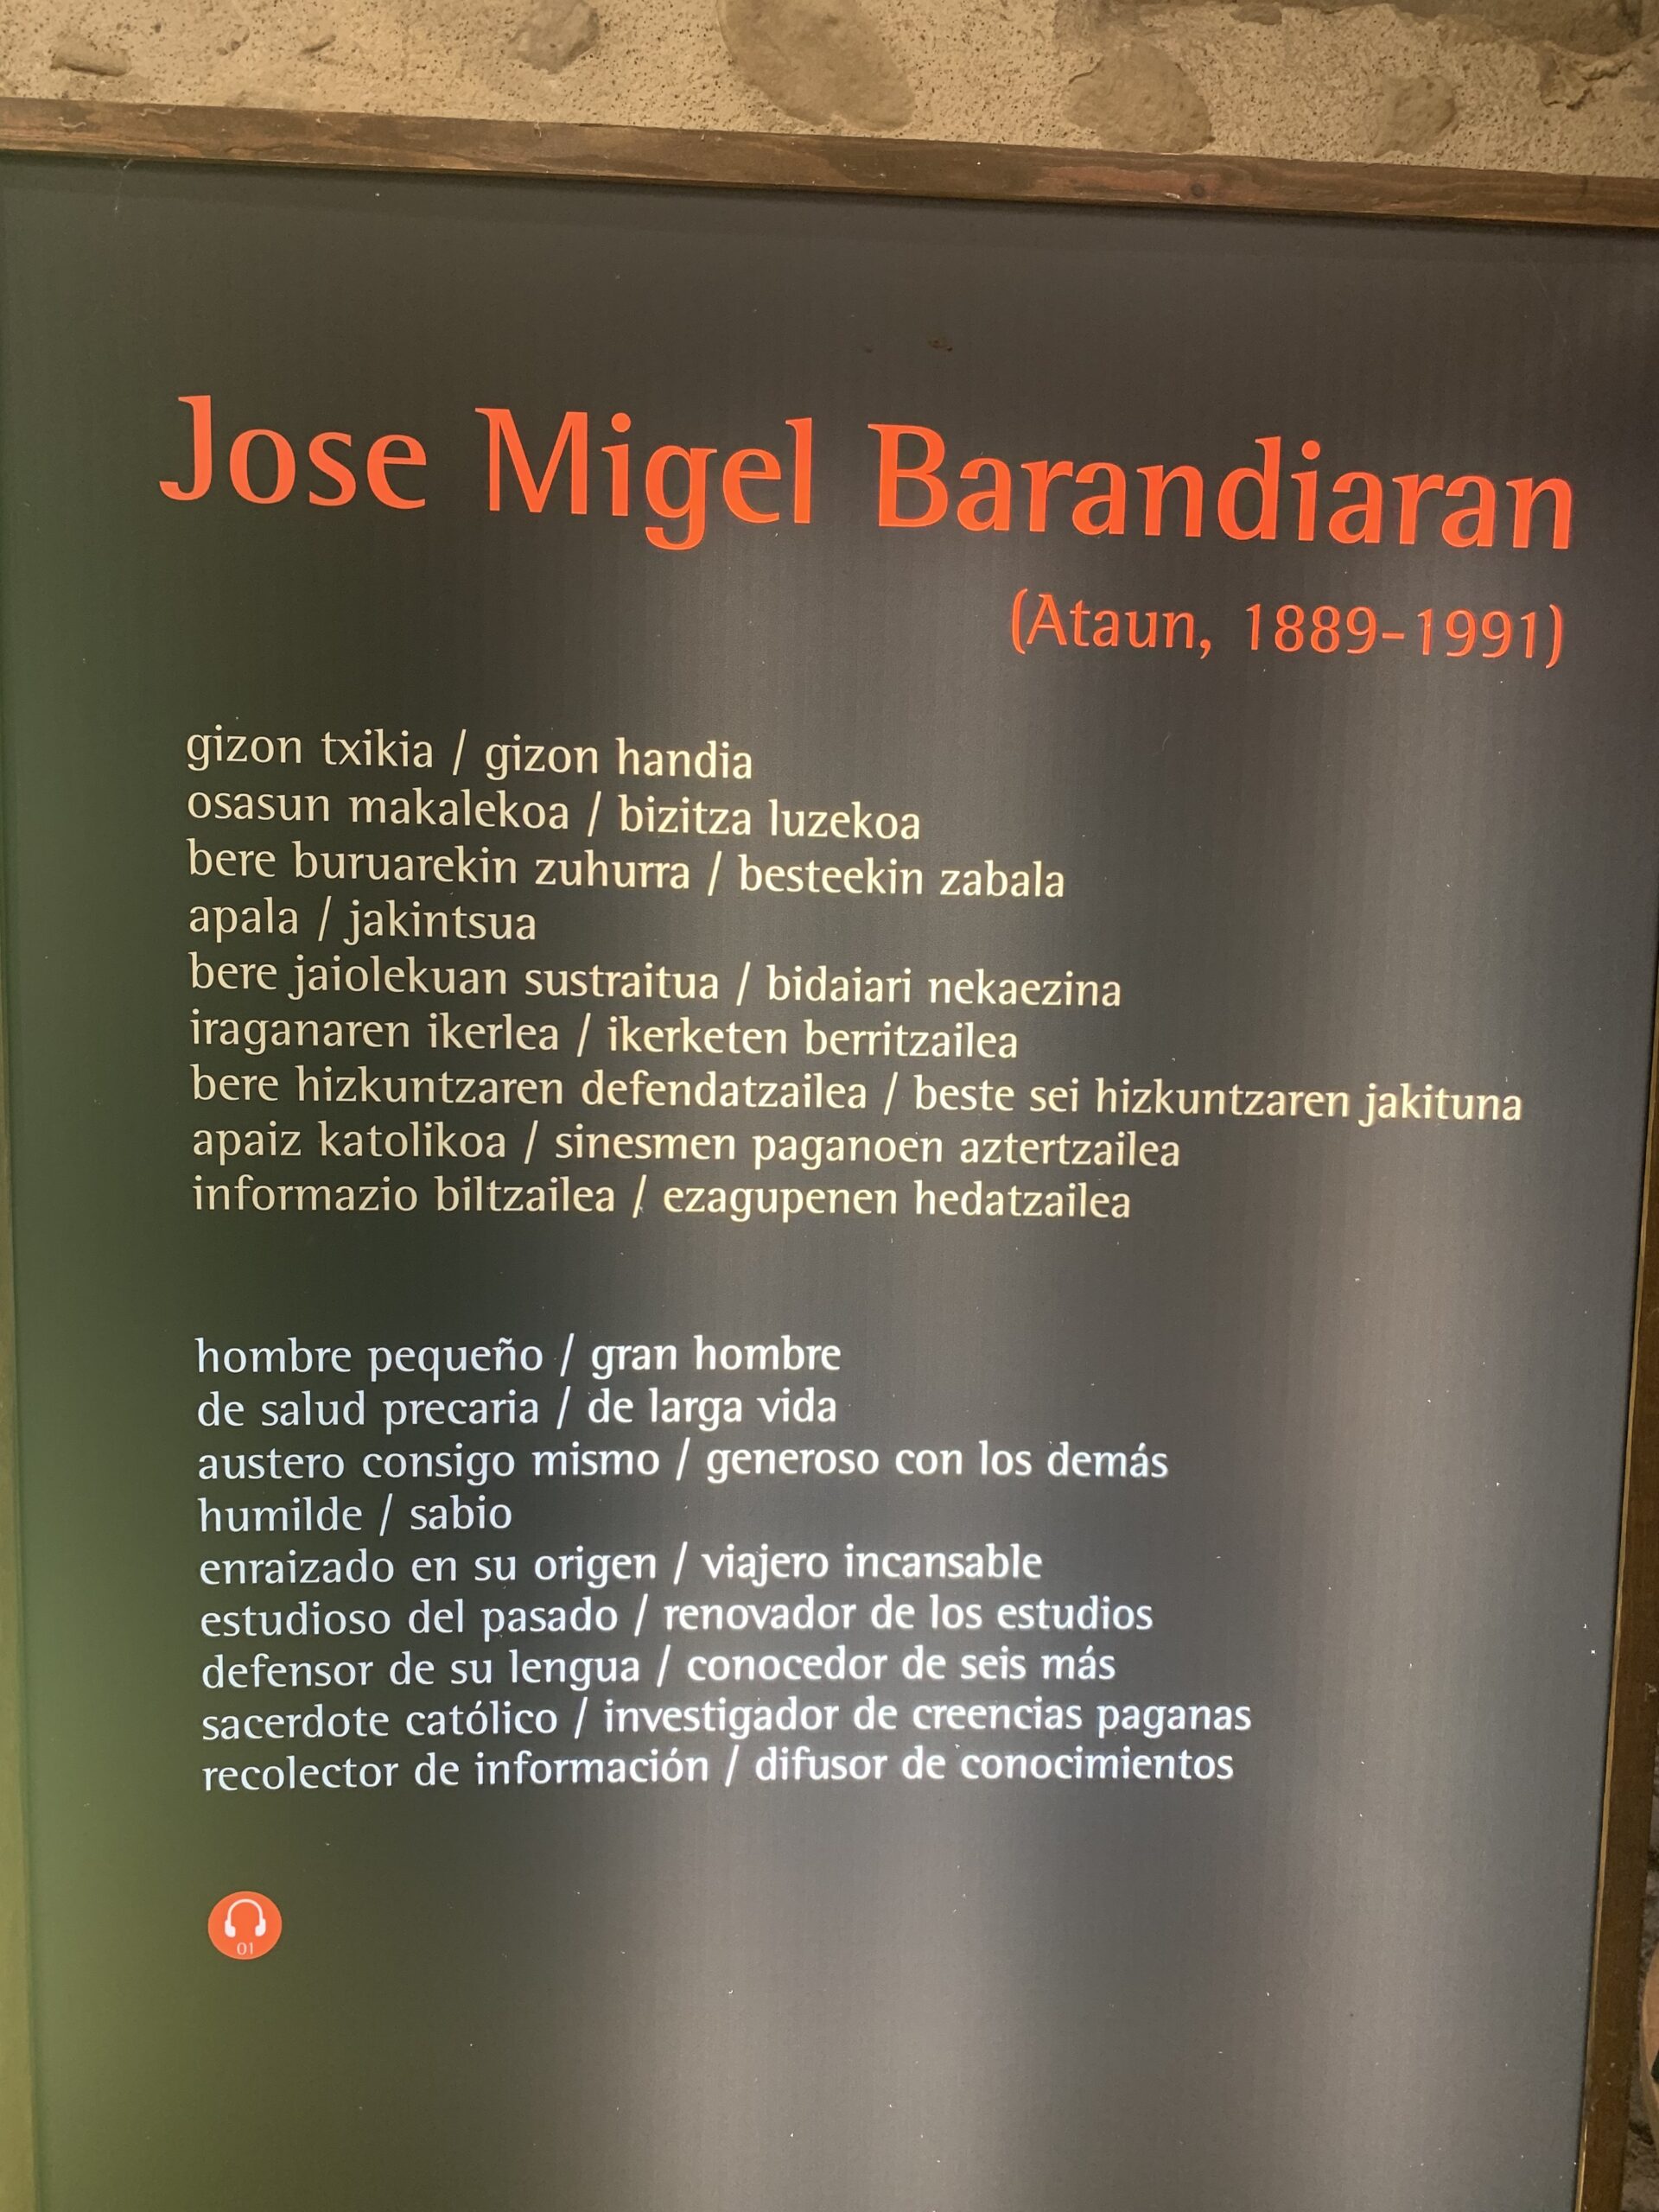 Jose Migel Barandiaran
(Ataun, 1889-1991)
gizon txikia / gizon handia
osasun makalekoa / bizitza luzekoa
bere buruarekin zuhurra / besteekin zabala
apala / jakintsua
bere jaiolekuan sustraitua / bidaiari nekaezina
iraganaren ikerlea / ikerketen berritzailea
bere hizkuntzaren defendatzailea / beste sei hizkuntzaren jakituna
apaiz katolikoa / sinesmen paganoen aztertzailea
informazio biltzailea / ezagupenen hedatzailea
hombre pequeño / gran hombre
de salud precaria / de larga vida
austero consigo mismo / generoso con los demás
humilde / sabio
enraizado en su origen / viajero incansable
estudioso del pasado / renovador de los estudios
defensor de su lengua / conocedor de seis más
sacerdote católico / investigador de creencias paganas
recolector de información / difusor de conocimientos
01